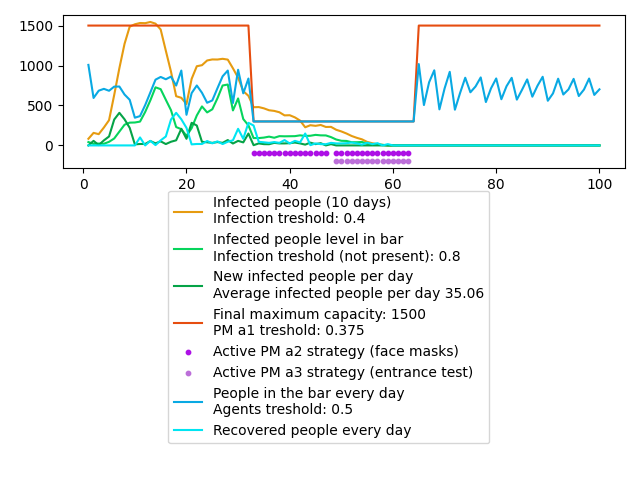 1500
1000
500
0
0 20 40 60 80 100
Infected people (10 days)
Infection treshold: 0.4
Infected people level in bar
Infection treshold (not present): 0.8
New infected people per day
Average infected people per day 35.06
Final maximum capacity: 1500
PM a1 treshold: 0.375
Active PM a2 strategy (face masks)
Active PM a3 strategy (entrance test)
People in the bar every day
Agents treshold: 0.5
Recovered people every day